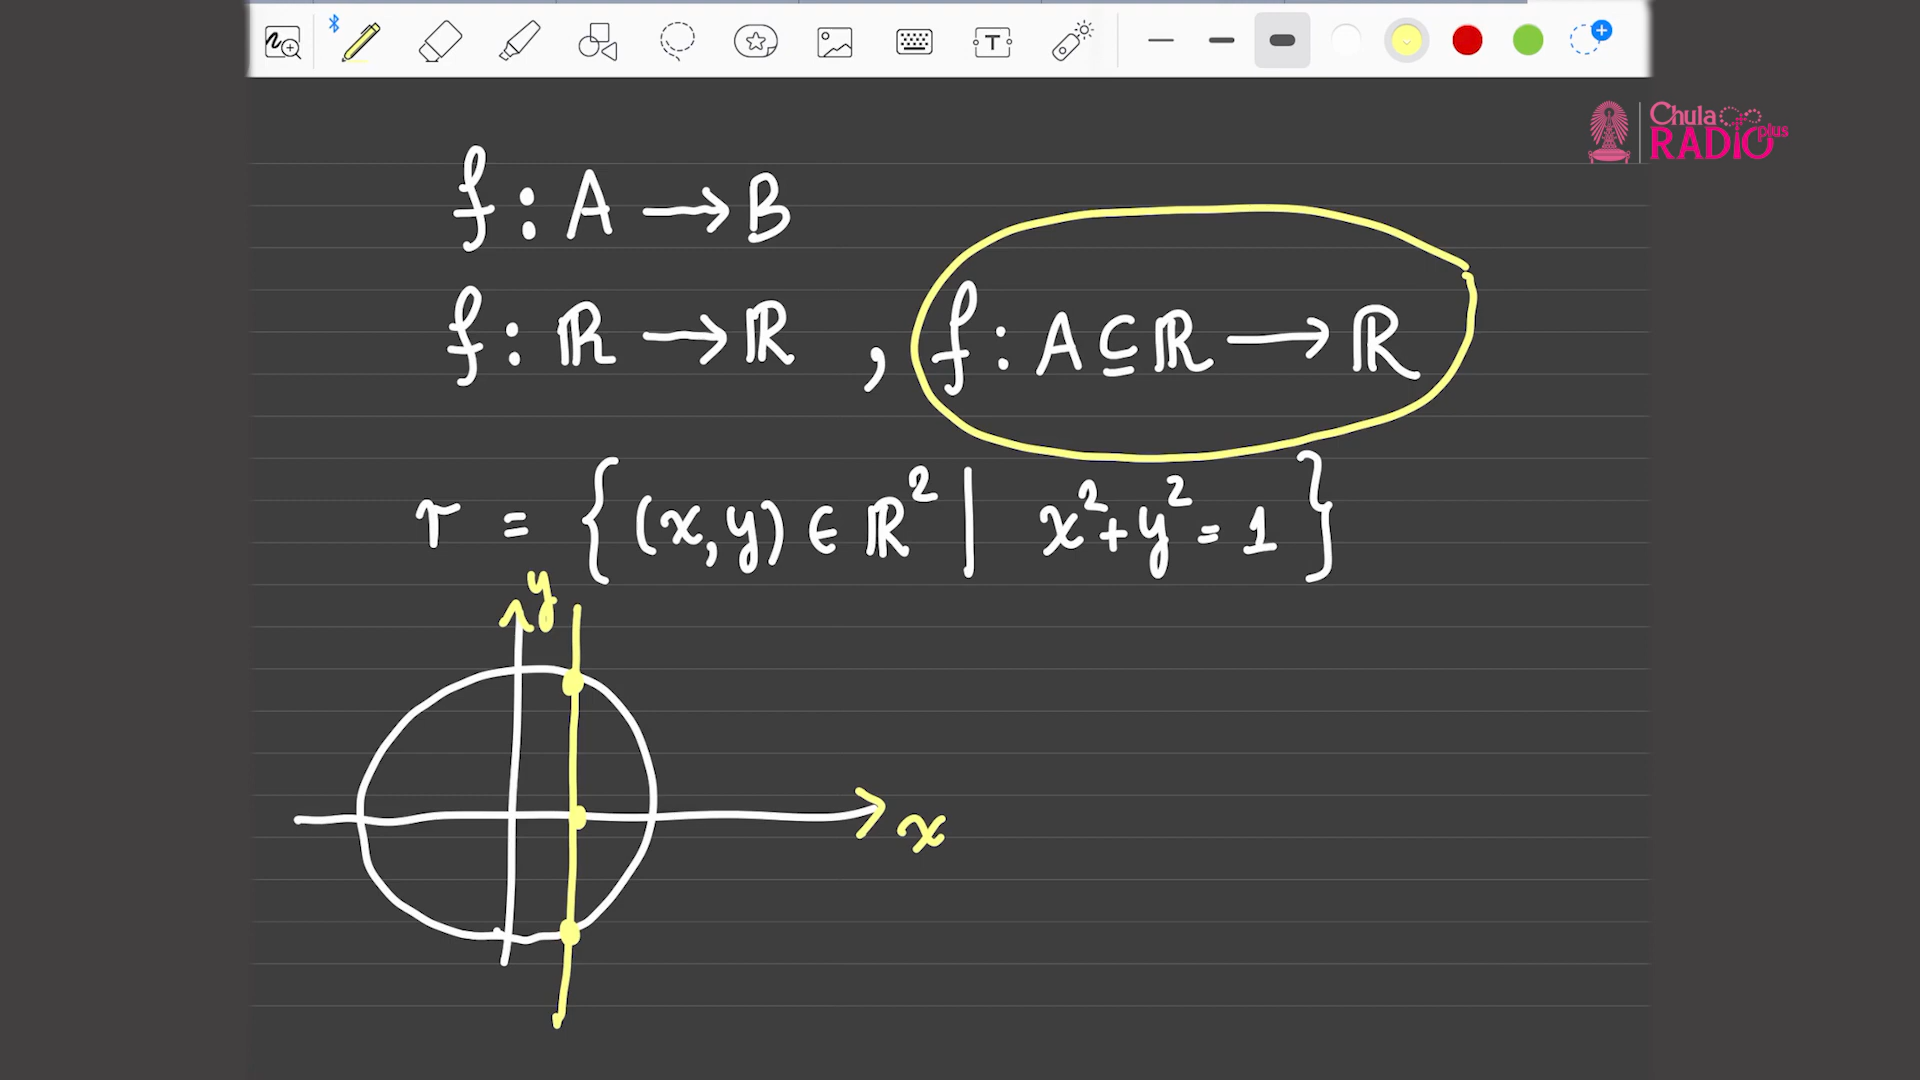 Chula
RADIO plus
f : A → B
f : ℝ → ℝ , f : A ⊆ ℝ → ℝ
r = { (x,y) ∈ ℝ² | x²+y² = 1 }
y
x
T